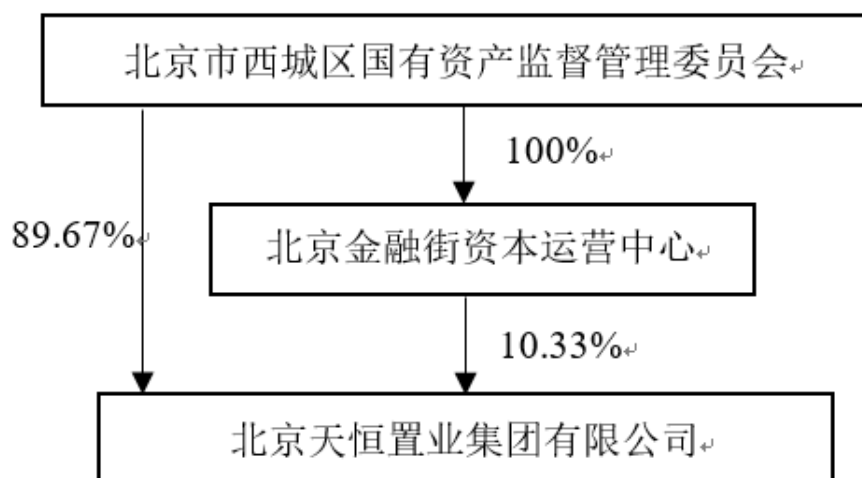 北京市西城区国有资产监督管理委员会
100%
89.67%
北京金融街资本运营中心
10.33%
北京天恒置业集团有限公司